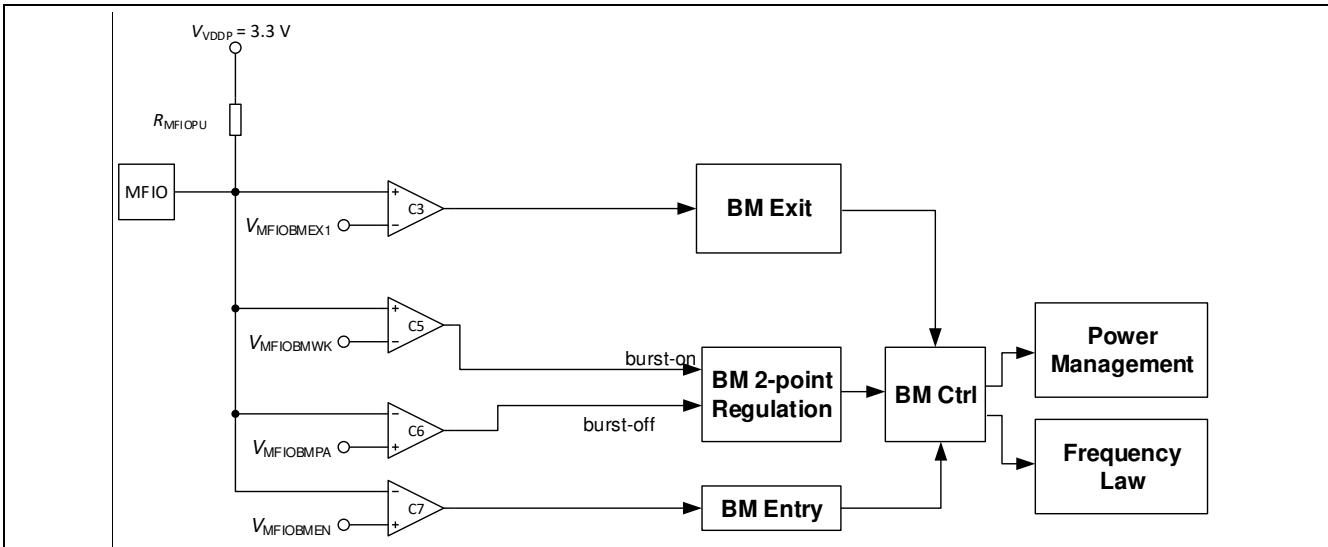 VVDDP = 3.3 V
RMFIOPU
MFIO
+
C3
BM Exit
VMFIOBMEX1
−
+
C5
VMFIOBMWK
−
burst-on
BM 2-point
Regulation
BM Ctrl
Power
Management
−
C6
burst-off
VMFIOBMPA
+
Frequency
Law
−
C7
BM Entry
VMFIOBMEN
+